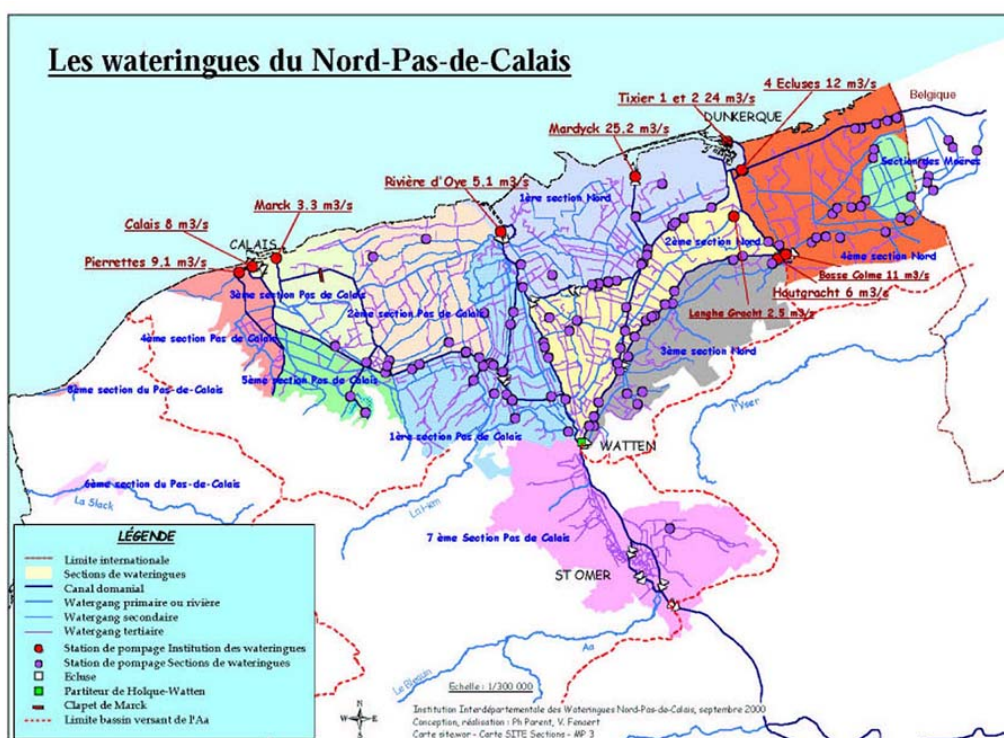 Les wateringues du Nord-Pas-de-Calais
4 Ecluses 12 m3/s
Tixier 1 et 2 24 m3/s
Belgique
DUNKERQUE
Mardyck 25.2 m3/s
Section des Moëres
Rivière d'Oye 5.1 m3/s
1ère section Nord
Marck 3.3 m3/s
Calais 8 m3/s
CALAIS
2ème section Nord
4ème section Nord
Pierrettes 9.1 m3/s
Basse Colme 11 m3/s
Hautgracht 6 m3/s
3ème section Pas de Calais
2ème section Pas de Calais
Langhe Gracht 2.5 m3/s
4ème section Pas de Calais
3ème section Nord
5ème section Pas de Calais
8ème section du Pas-de-Calais
l'Yser
1ère section Pas de Calais
WATTEN
6ème section du Pas-de-Calais
La Slack
La Hem
7 ème Section Pas de Calais
ST OMER
Aa
Le Bléquin
LÉGENDE
Limite internationale
Sections de wateringues
Canal domanial
Watergang primaire ou rivière
Watergang secondaire
Watergang tertiaire
Station de pompage Institution des wateringues
Station de pompage Sections de wateringues
Ecluse
Partiteur de Holque-Watten
Clapet de Marck
Limite bassin versant de l'Aa
Echelle : 1/300 000
N
W E
S
Institution Interdépartementale des Wateringues Nord-Pas-de-Calais, septembre 2000
Conception, réalisation : Ph Parent, V. Fenaert
Carte sitewor - Carte SITE Sections - MP 3